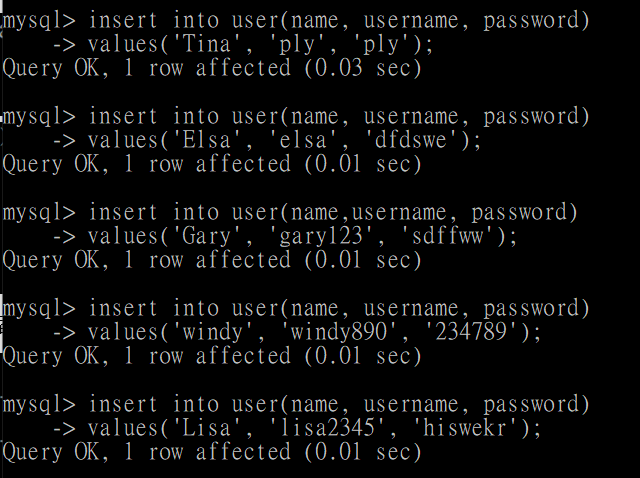 mysql> insert into user(name, username, password)
    -> values('Tina', 'ply', 'ply');
Query OK, 1 row affected (0.03 sec)
mysql> insert into user(name, username, password)
    -> values('Elsa', 'elsa', 'dfdswe');
Query OK, 1 row affected (0.01 sec)
mysql> insert into user(name,username, password)
    -> values('Gary', 'gary123', 'sdffww');
Query OK, 1 row affected (0.01 sec)
mysql> insert into user(name, username, password)
    -> values('windy', 'windy890', '234789');
Query OK, 1 row affected (0.01 sec)
mysql> insert into user(name, username, password)
    -> values('Lisa', 'lisa2345', 'hiswekr');
Query OK, 1 row affected (0.01 sec)